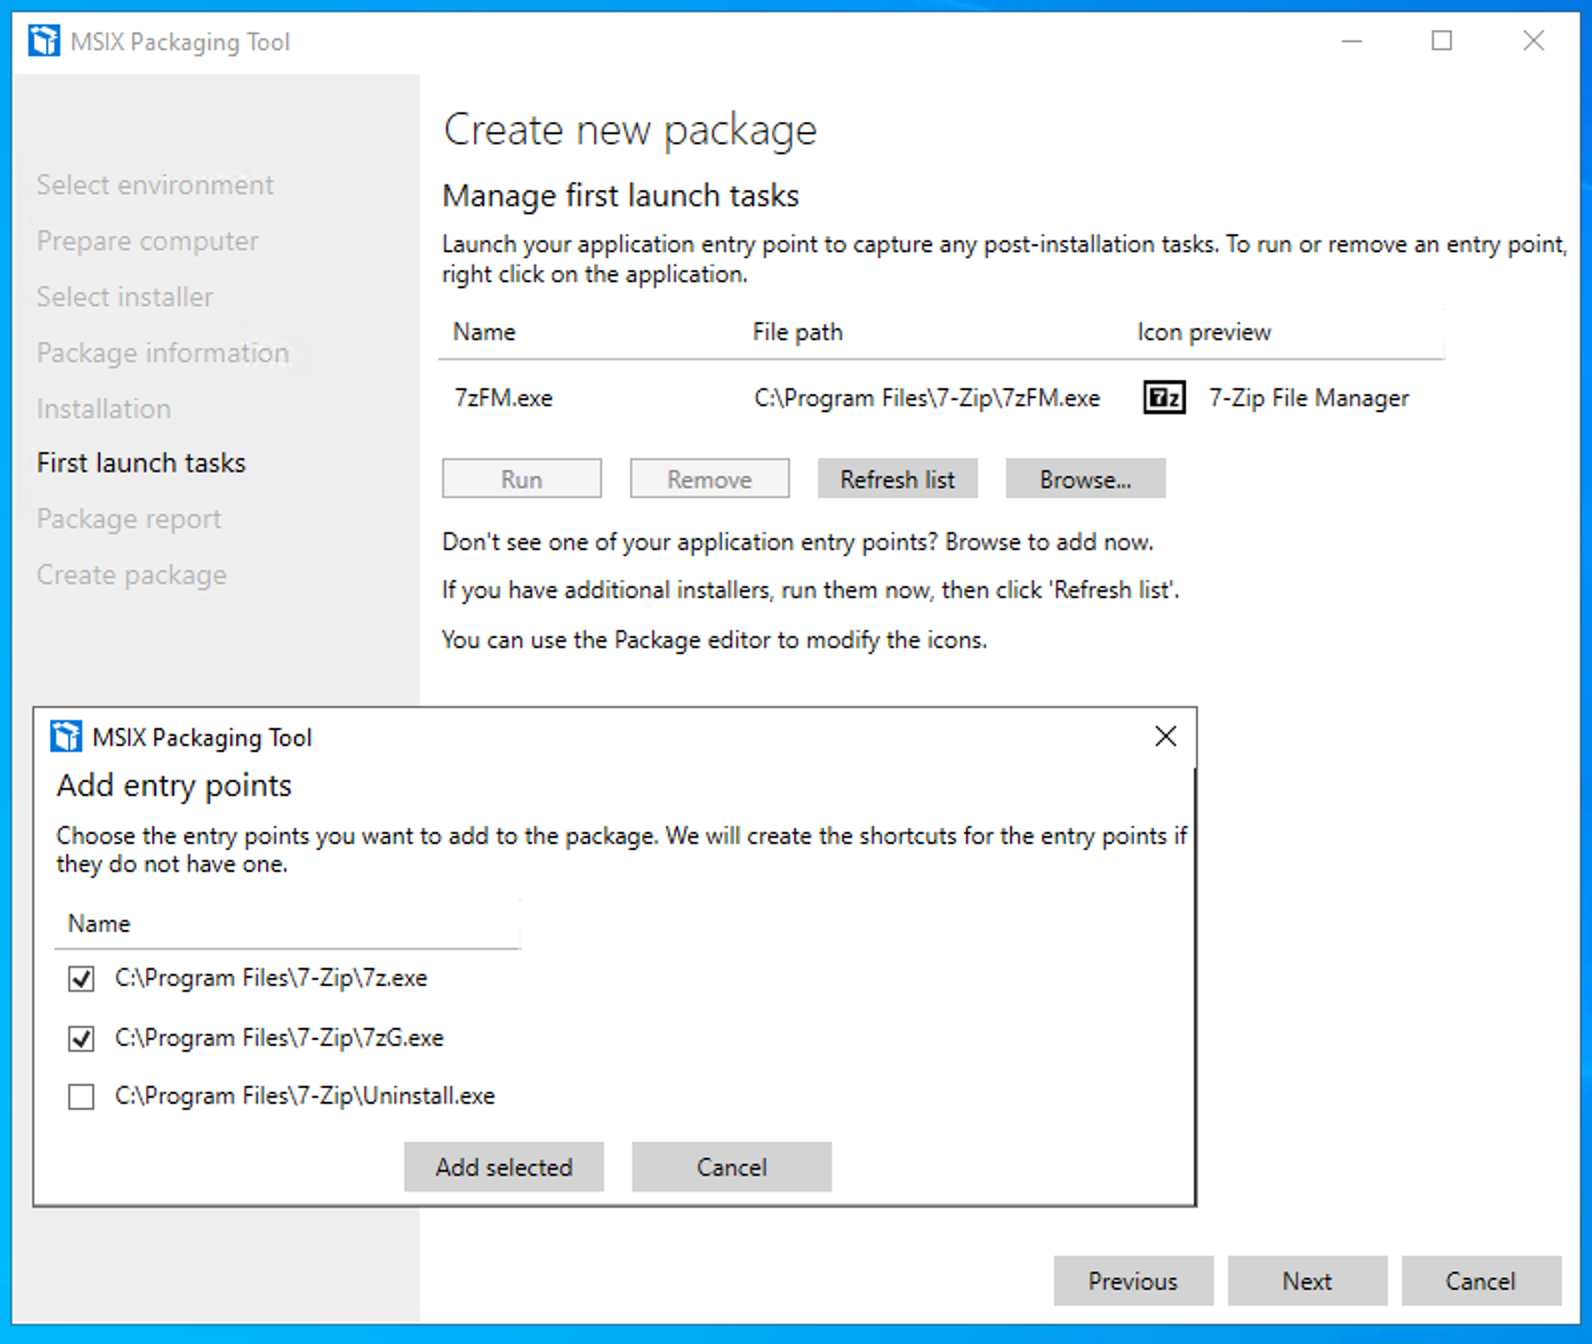 MSIX Packaging Tool
Select environment
Prepare computer
Select installer
Package information
Installation
First launch tasks
Package report
Create package
Create new package
Manage first launch tasks
Launch your application entry point to capture any post-installation tasks. To run or remove an entry point,
right click on the application.
Name File path Icon preview
7zFM.exe C:\Program Files\7-Zip\7zFM.exe 7z 7-Zip File Manager
Run Remove Refresh list Browse...
Don't see one of your application entry points? Browse to add now.
If you have additional installers, run them now, then click 'Refresh list'.
You can use the Package editor to modify the icons.
MSIX Packaging Tool
Add entry points
Choose the entry points you want to add to the package. We will create the shortcuts for the entry points if
they do not have one.
Name
C:\Program Files\7-Zip\7z.exe
C:\Program Files\7-Zip\7zG.exe
C:\Program Files\7-Zip\Uninstall.exe
Add selected Cancel
Previous Next Cancel